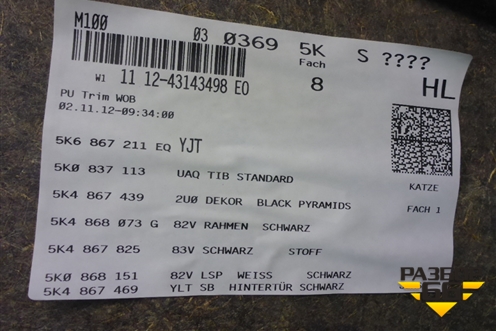 M100 03 0369 5K S ????
Fach
W1 11 12-43143498 EO 8 HL
PU Trim WOB
02.11.12-09:34:00
5K6 867 211 EQ YJT
5K0 837 113 UAQ TIB STANDARD
KATZE
5K4 867 439 2U0 DEKOR BLACK PYRAMIDS
FACH 1
5K4 868 073 G 82V RAHMEN SCHWARZ
5K4 867 825 83V SCHWARZ STOFF
5K0 868 151 82V LSP WEISS SCHWARZ
5K4 867 469 YLT SB HINTERTÜR SCHWARZ
РАЗБЕГ